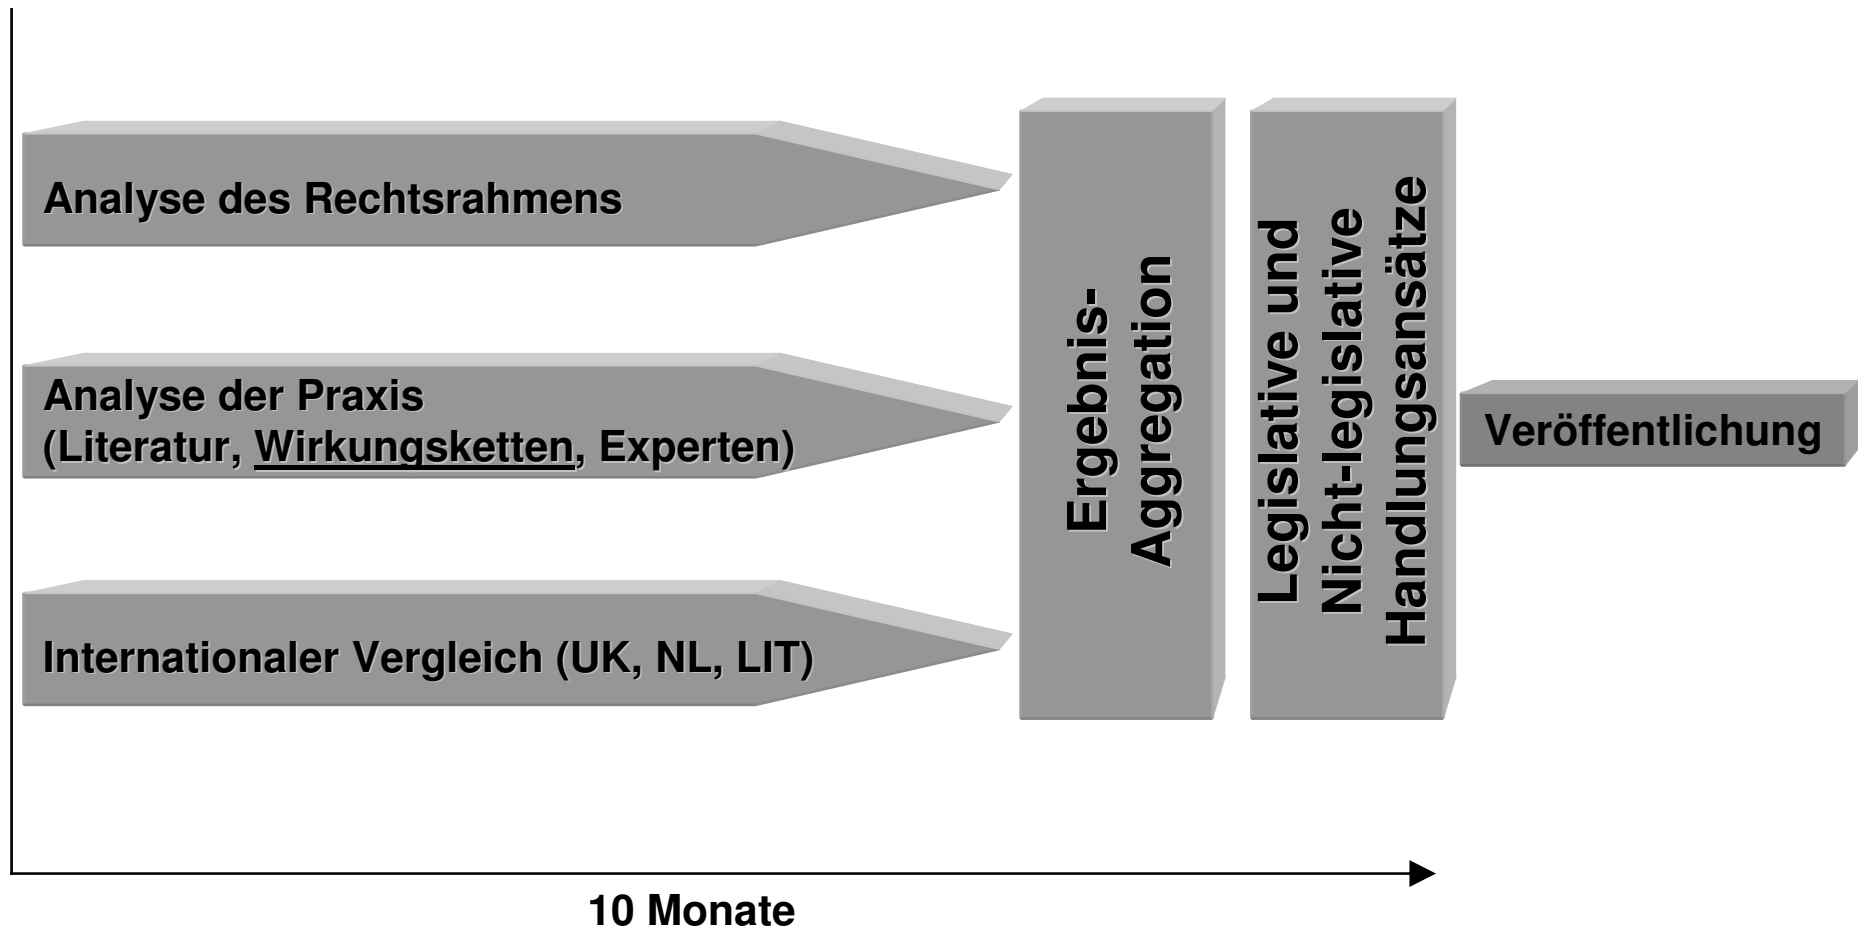 Analyse des Rechtsrahmens
Analyse der Praxis
(Literatur, Wirkungsketten, Experten)
Internationaler Vergleich (UK, NL, LIT)
Ergebnis-
Aggregation
Legislative und
Nicht-legislative
Handlungsansätze
Veröffentlichung
10 Monate